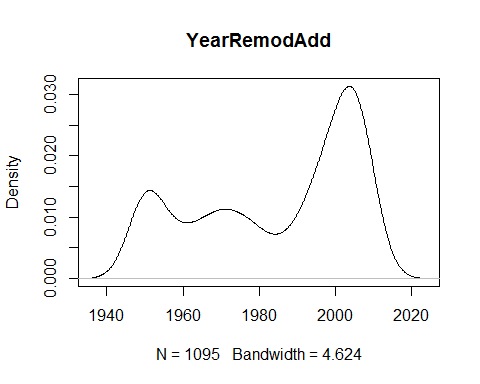 YearRemodAdd
Density
0.030
0.020
0.010
0.000
1940 1960 1980 2000 2020
N = 1095 Bandwidth = 4.624